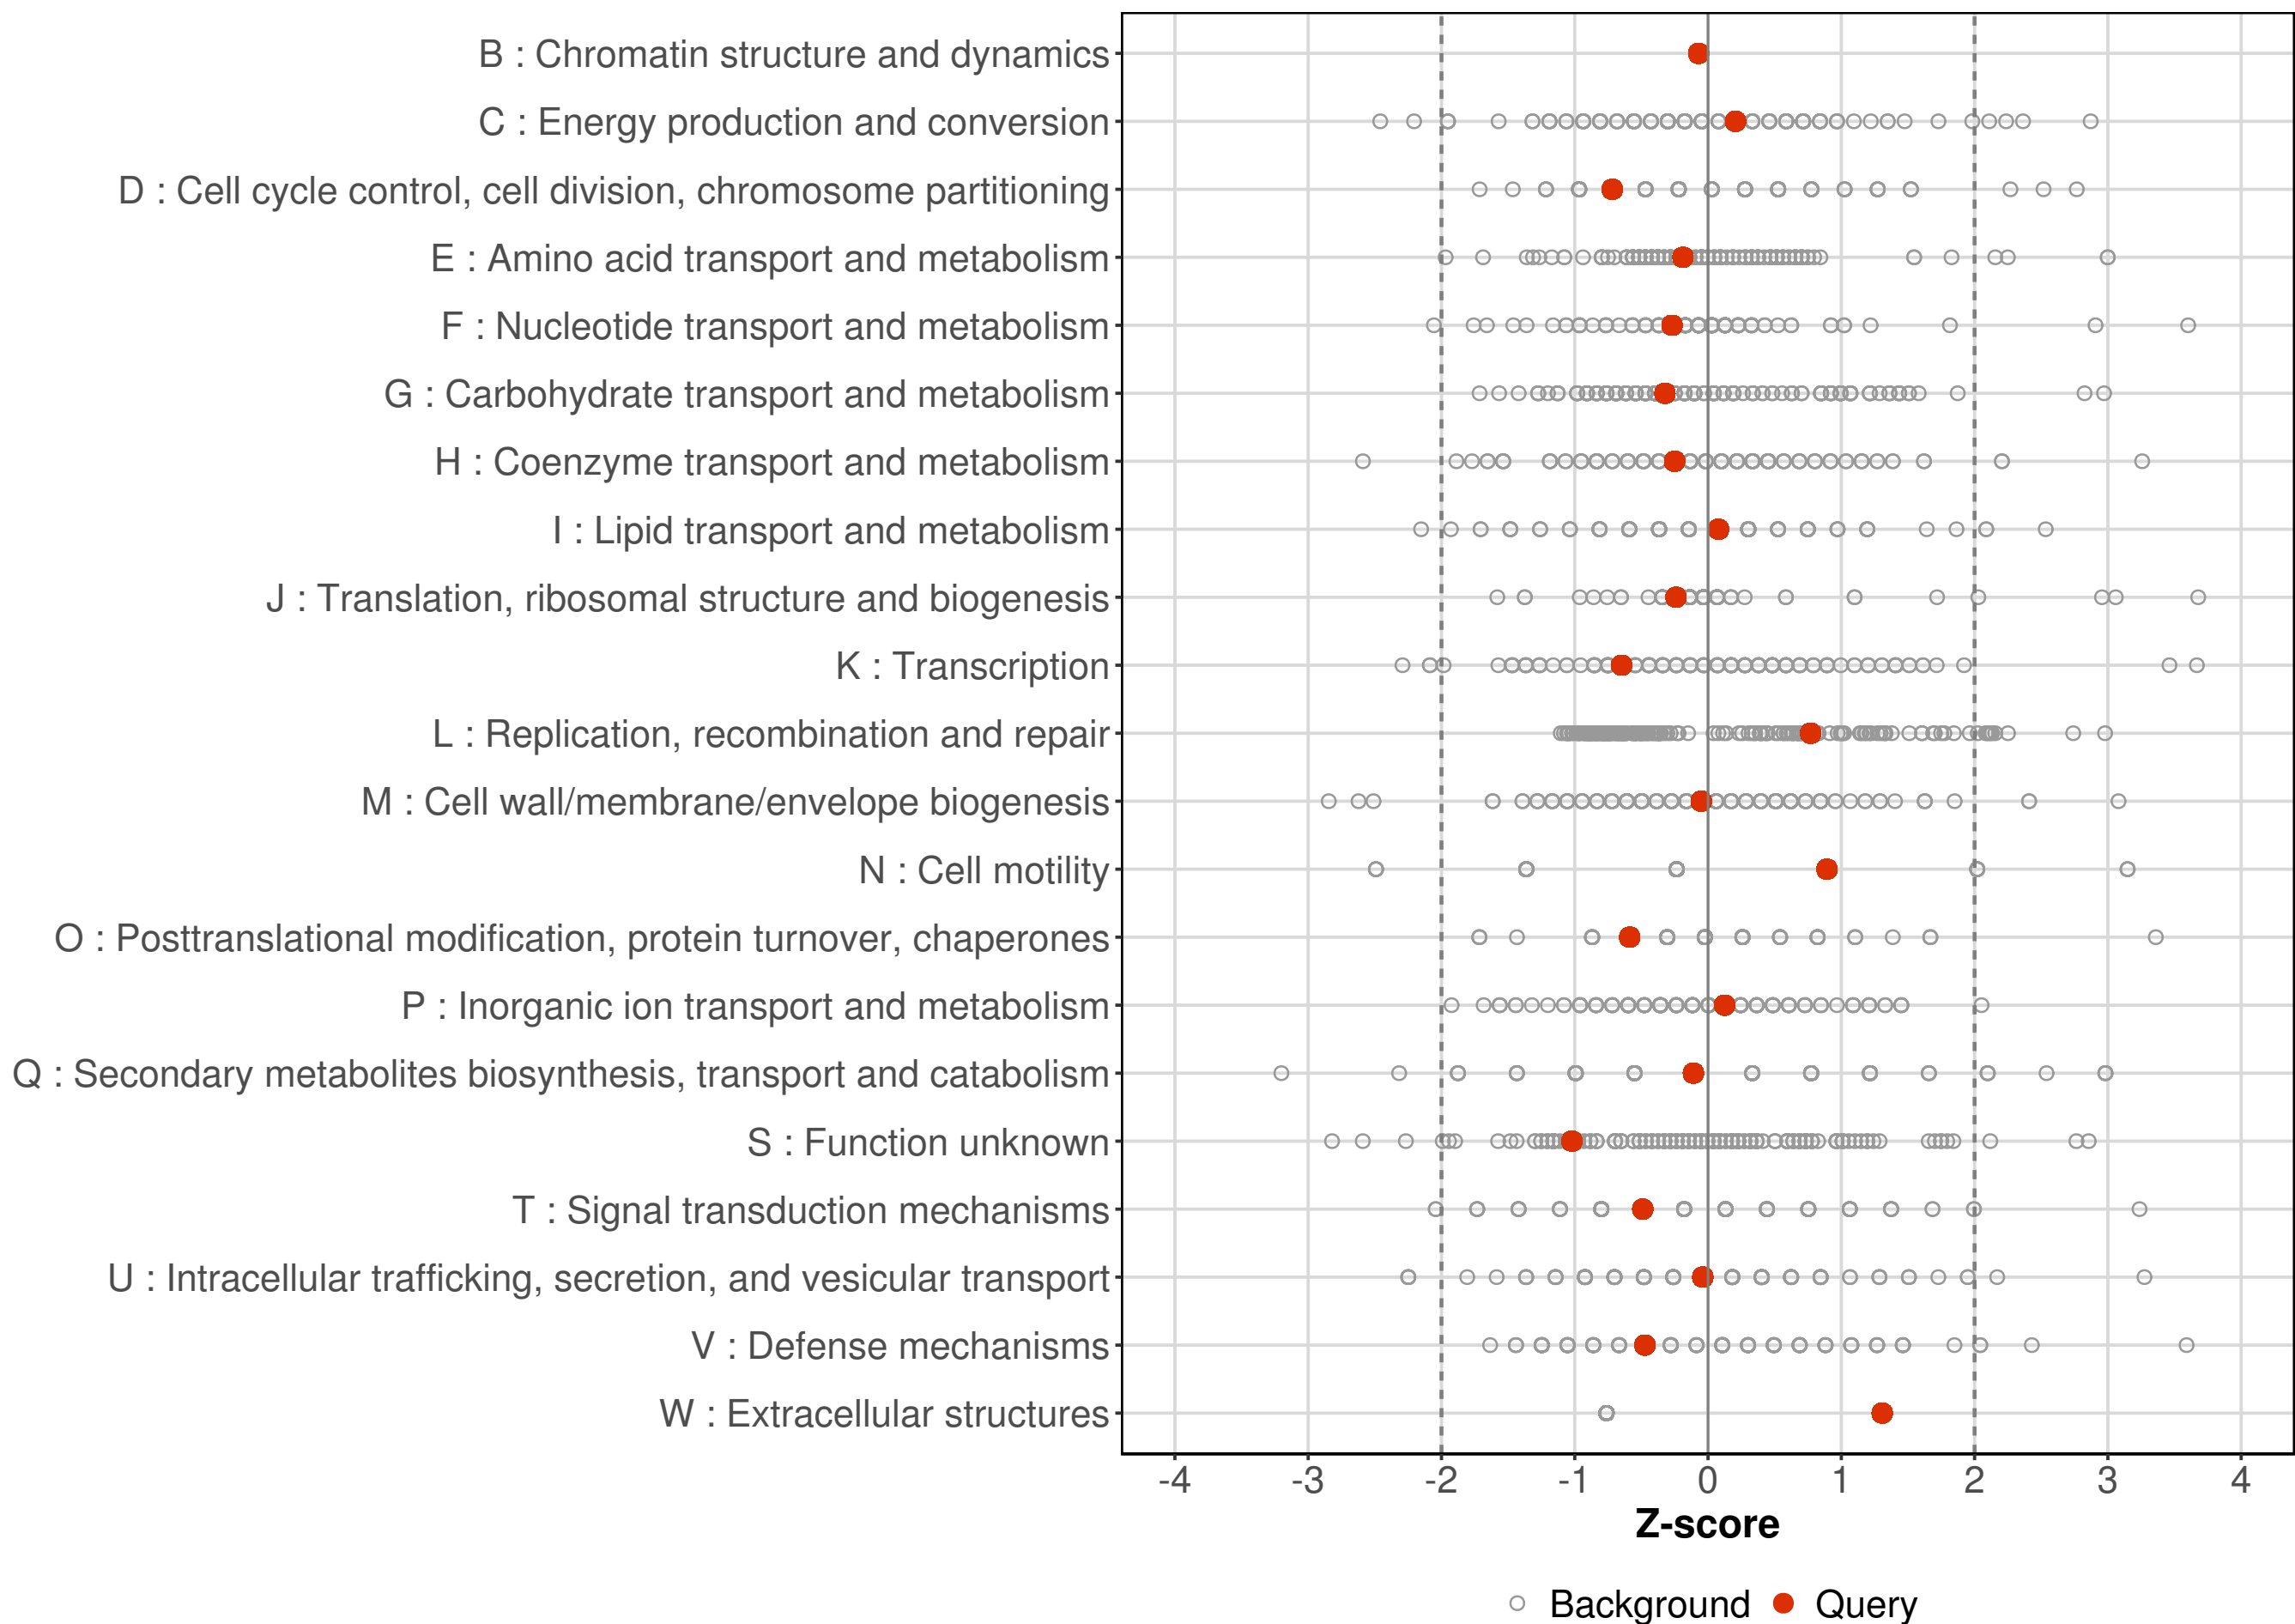 B : Chromatin structure and dynamics
C : Energy production and conversion
D : Cell cycle control, cell division, chromosome partitioning
E : Amino acid transport and metabolism
F : Nucleotide transport and metabolism
G : Carbohydrate transport and metabolism
H : Coenzyme transport and metabolism
I : Lipid transport and metabolism
J : Translation, ribosomal structure and biogenesis
K : Transcription
L : Replication, recombination and repair
M : Cell wall/membrane/envelope biogenesis
N : Cell motility
O : Posttranslational modification, protein turnover, chaperones
P : Inorganic ion transport and metabolism
Q : Secondary metabolites biosynthesis, transport and catabolism
S : Function unknown
T : Signal transduction mechanisms
U : Intracellular trafficking, secretion, and vesicular transport
V : Defense mechanisms
W : Extracellular structures
-4 -3 -2 -1 0 1 2 3 4
Z-score
Background Query